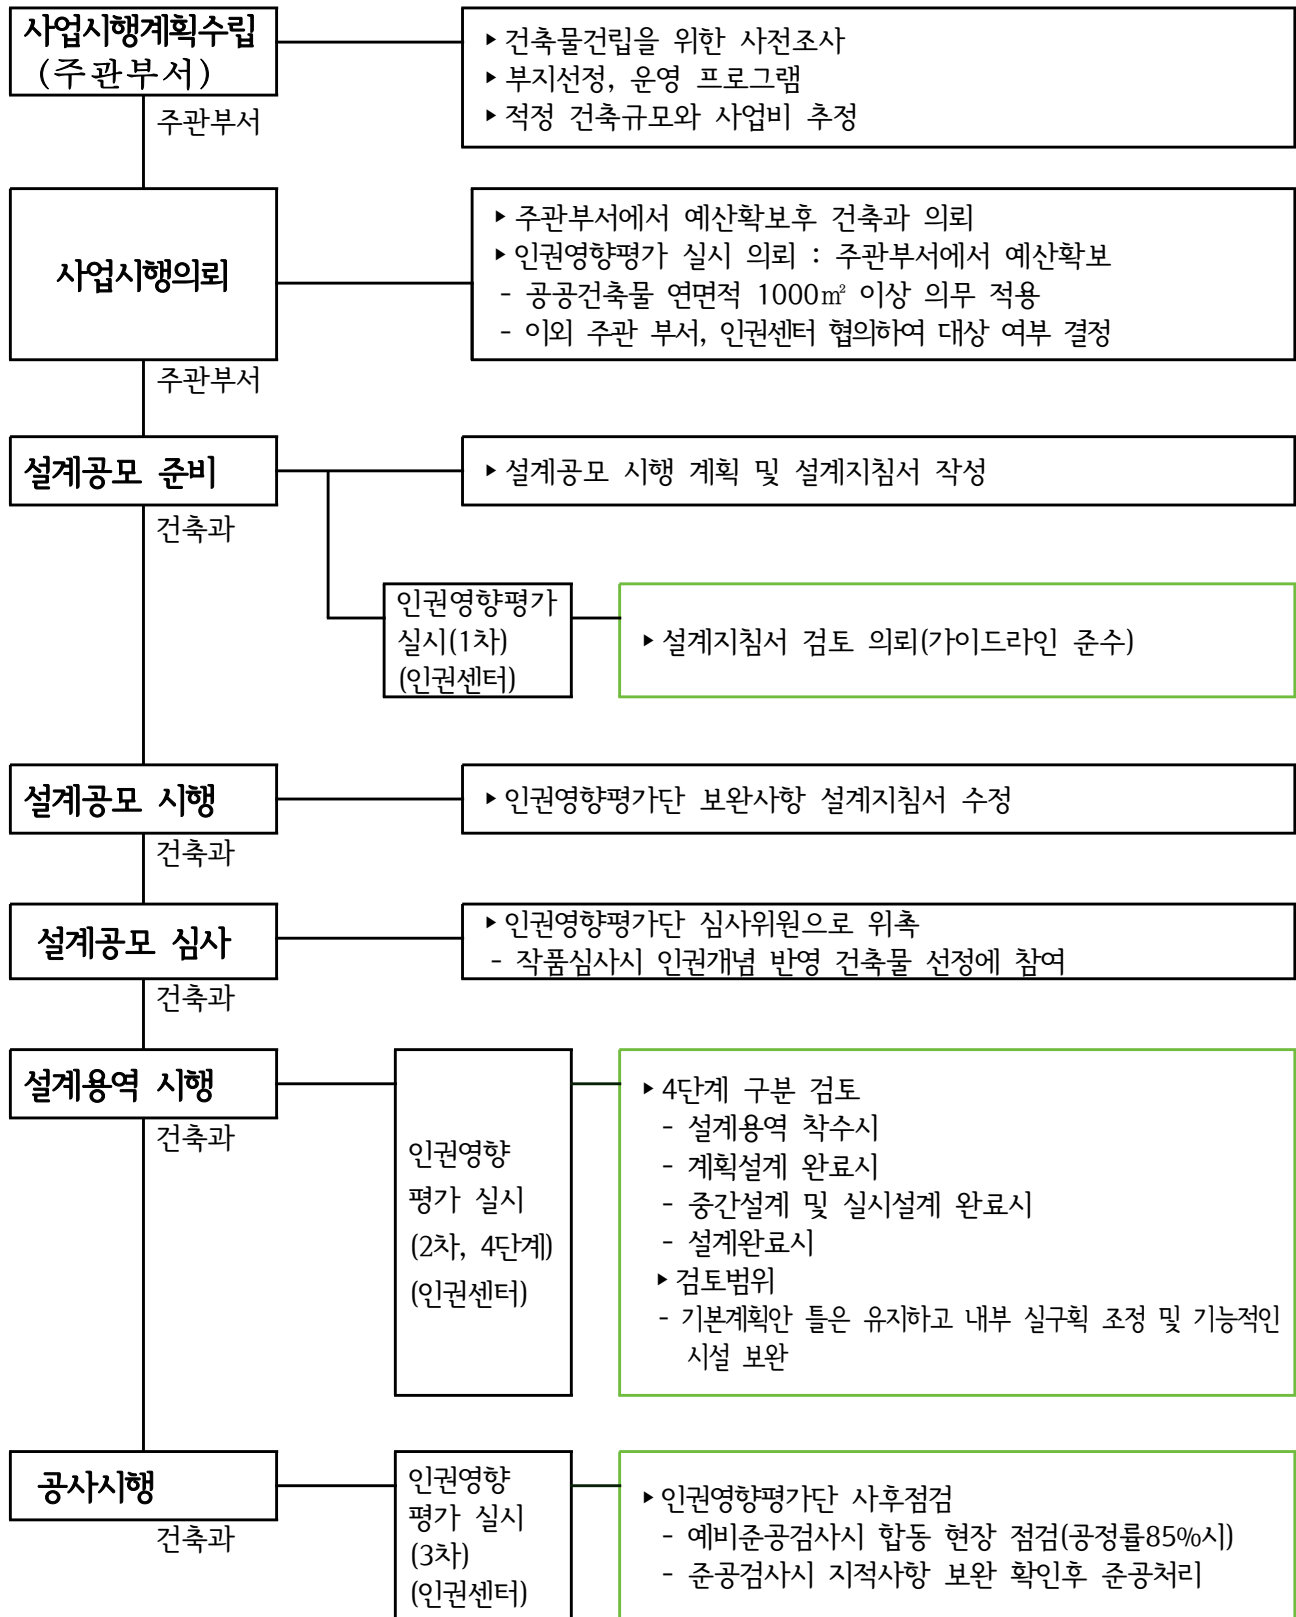 사업시행계획수립
(주관부서)
▸ 건축물건립을 위한 사전조사
▸ 부지선정, 운영 프로그램
▸ 적정 건축규모와 사업비 추정
주관부서
사업시행의뢰
▸ 주관부서에서 예산확보후 건축과 의뢰
▸ 인권영향평가 실시 의뢰 : 주관부서에서 예산확보
- 공공건축물 연면적 1000㎡ 이상 의무 적용
- 이외 주관 부서, 인권센터 협의하여 대상 여부 결정
주관부서
설계공모 준비
▸ 설계공모 시행 계획 및 설계지침서 작성
건축과
인권영향평가
실시(1차)
(인권센터)
▸ 설계지침서 검토 의뢰(가이드라인 준수)
설계공모 시행
▸ 인권영향평가단 보완사항 설계지침서 수정
건축과
설계공모 심사
▸ 인권영향평가단 심사위원으로 위촉
- 작품심사시 인권개념 반영 건축물 선정에 참여
건축과
설계용역 시행
건축과
인권영향
평가 실시
(2차, 4단계)
(인권센터)
▸ 4단계 구분 검토
- 설계용역 착수시
- 계획설계 완료시
- 중간설계 및 실시설계 완료시
- 설계완료시
▸ 검토범위
- 기본계획안 틀은 유지하고 내부 실구획 조정 및 기능적인
시설 보완
공사시행
건축과
인권영향
평가 실시
(3차)
(인권센터)
▸ 인권영향평가단 사후점검
- 예비준공검사시 합동 현장 점검(공정률85%시)
- 준공검사시 지적사항 보완 확인후 준공처리